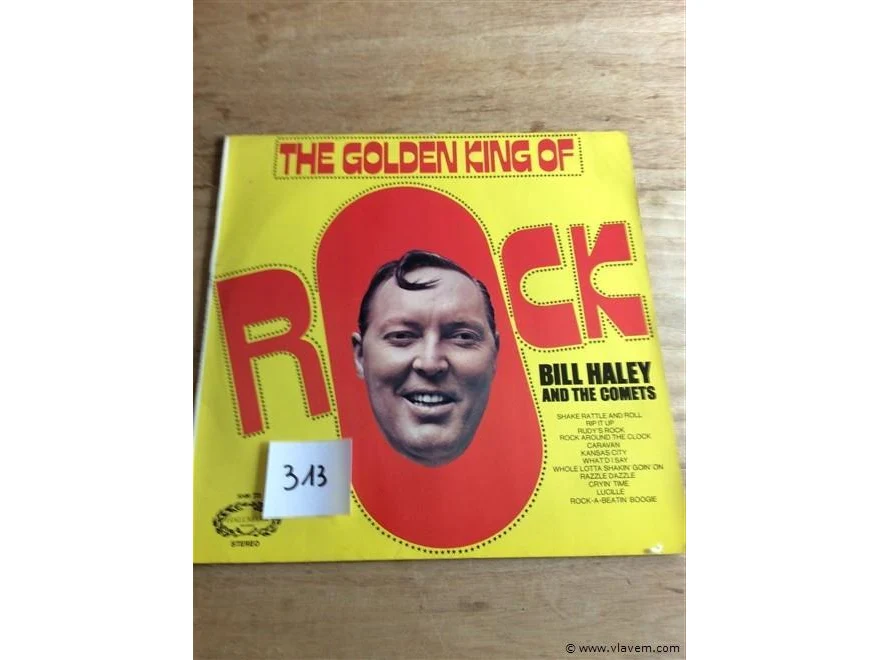 THE GOLDEN KING OF
ROCK
BILL HALEY
AND THE COMETS
SHAKE RATTLE AND ROLL
RIP IT UP
RUDY'S ROCK
ROCK AROUND THE CLOCK
CARAVAN
KANSAS CITY
WHAT'D I SAY
WHOLE LOTTA SHAKIN' GOIN' ON
RAZZLE DAZZLE
CRYIN' TIME
LUCILLE
ROCK-A-BEATIN' BOOGIE
313
STEREO
© www.vlavem.com